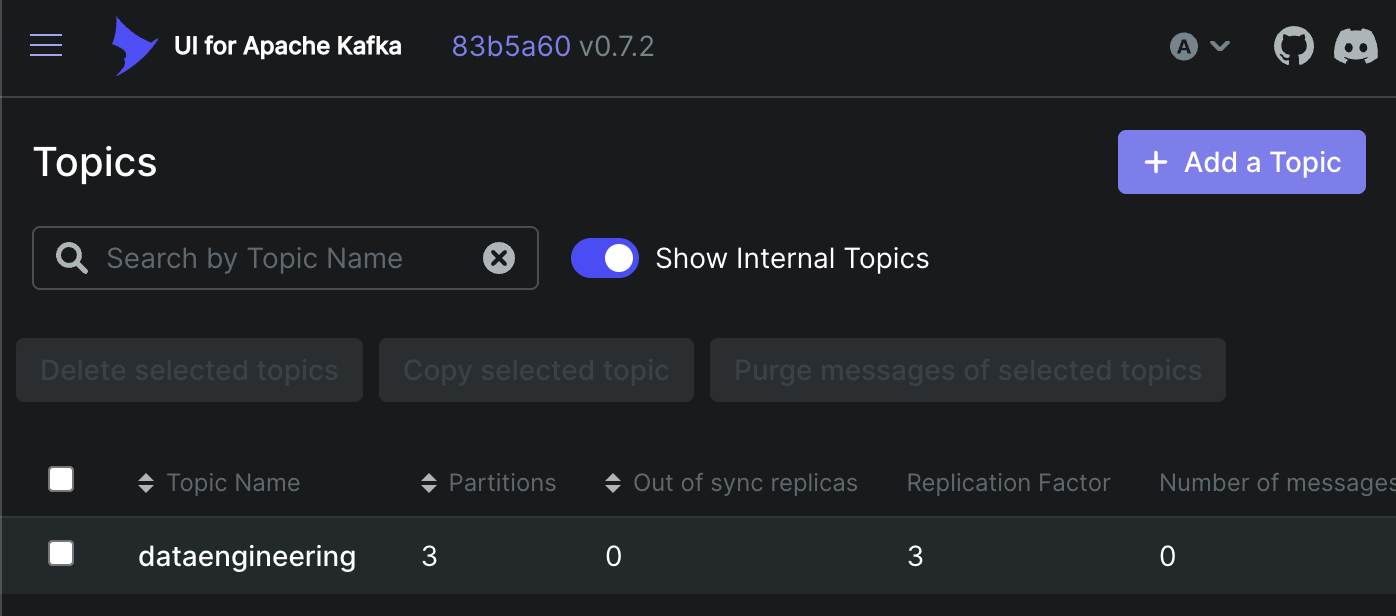 UI for Apache Kafka 83b5a60 v0.7.2 A
Topics
+ Add a Topic
Search by Topic Name
Show Internal Topics
Delete selected topics Copy selected topic Purge messages of selected topics
Topic Name Partitions Out of sync replicas Replication Factor Number of messages
dataengineering 3 0 3 0